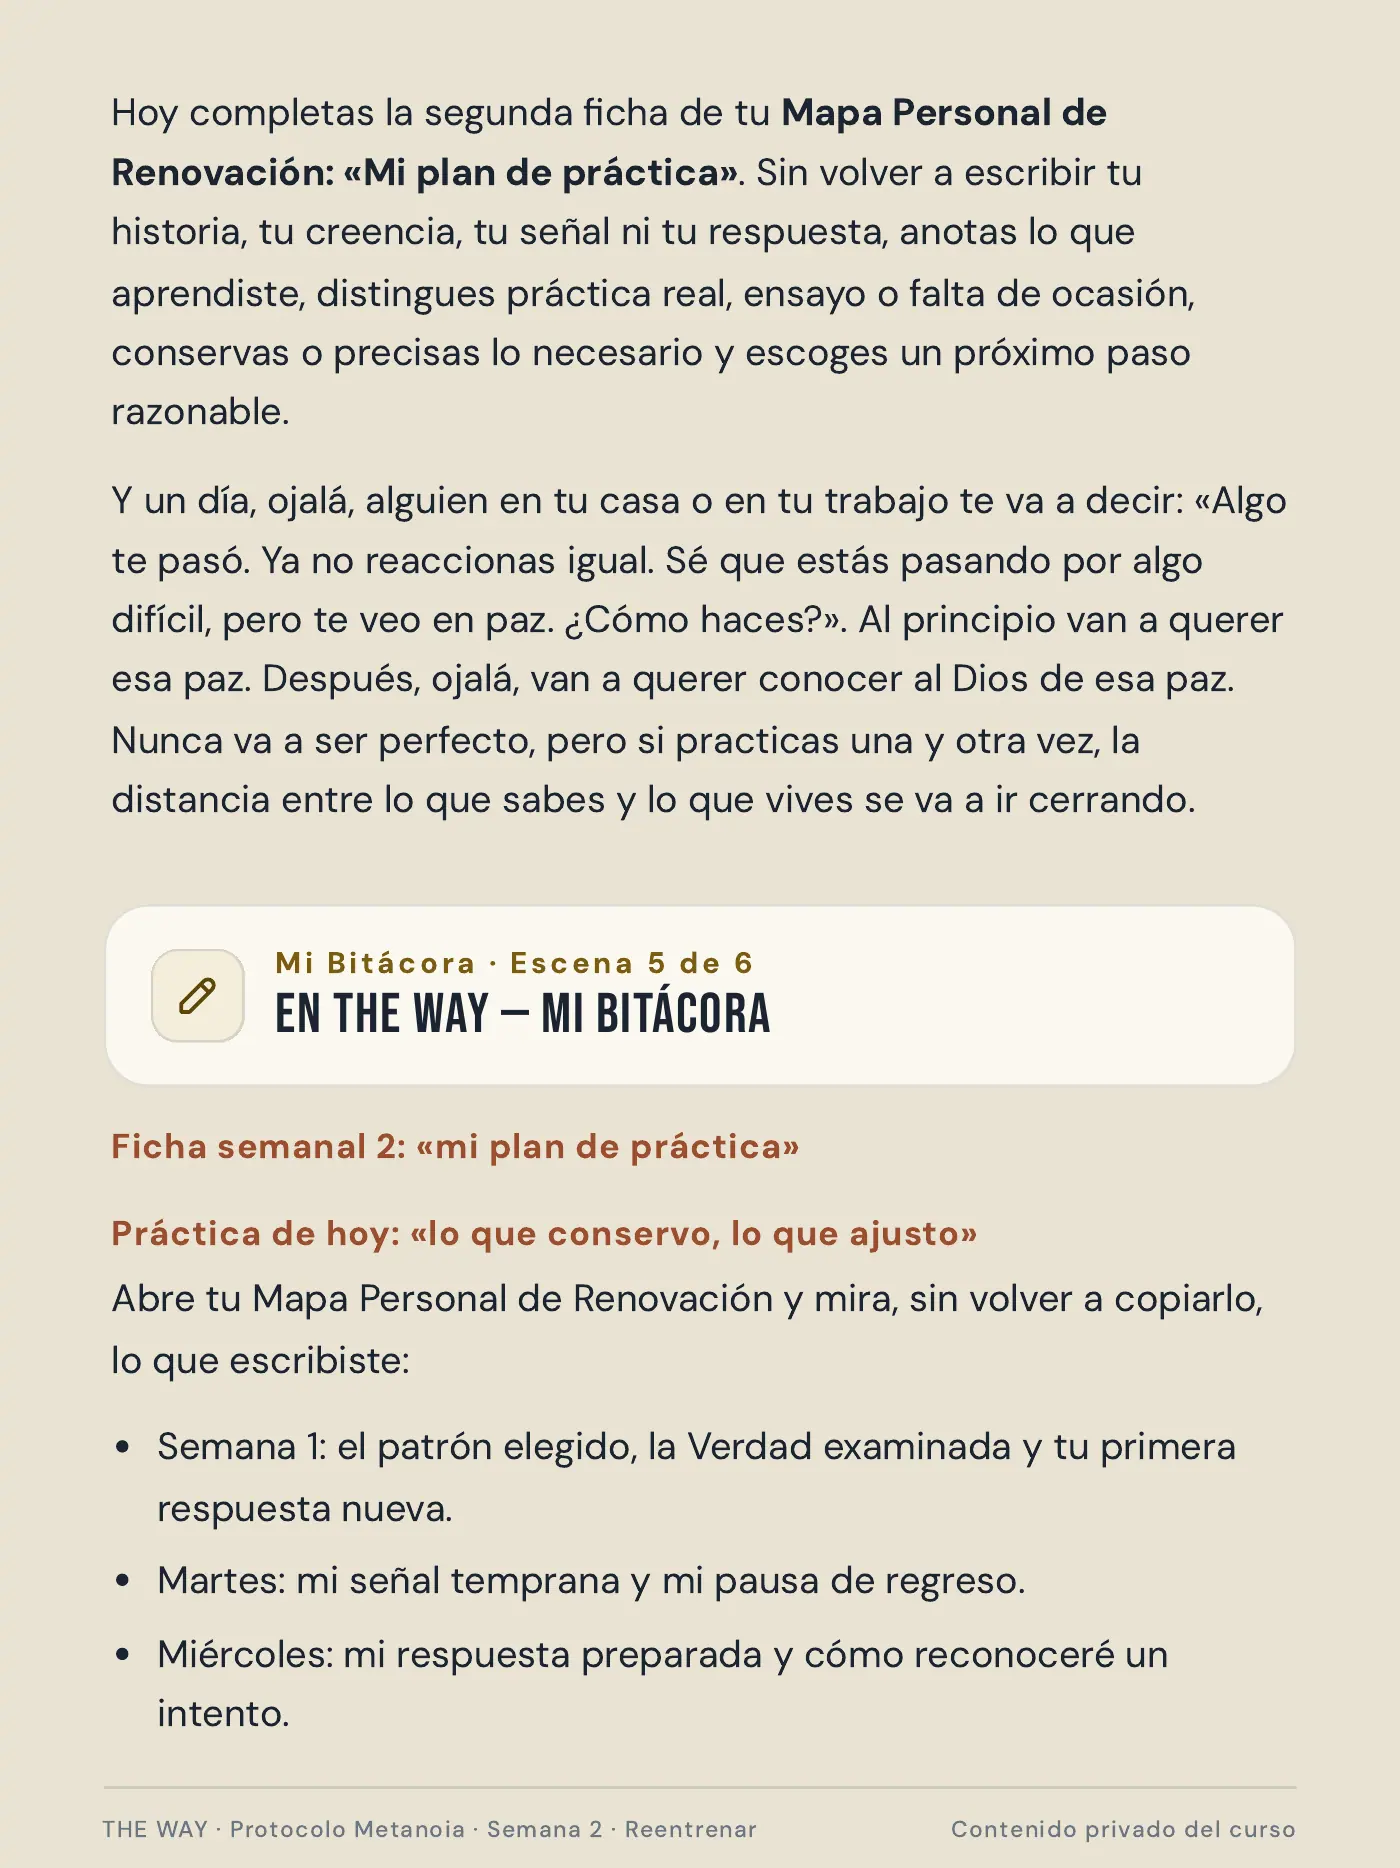 Hoy completas la segunda ficha de tu Mapa Personal de
Renovación: «Mi plan de práctica». Sin volver a escribir tu
historia, tu creencia, tu señal ni tu respuesta, anotas lo que
aprendiste, distingues práctica real, ensayo o falta de ocasión,
conservas o precisas lo necesario y escoges un próximo paso
razonable.
Y un día, ojalá, alguien en tu casa o en tu trabajo te va a decir: «Algo
te pasó. Ya no reaccionas igual. Sé que estás pasando por algo
difícil, pero te veo en paz. ¿Cómo haces?». Al principio van a querer
esa paz. Después, ojalá, van a querer conocer al Dios de esa paz.
Nunca va a ser perfecto, pero si practicas una y otra vez, la
distancia entre lo que sabes y lo que vives se va a ir cerrando.
Mi Bitácora · Escena 5 de 6
EN THE WAY — MI BITÁCORA
Ficha semanal 2: «mi plan de práctica»
Práctica de hoy: «lo que conservo, lo que ajusto»
Abre tu Mapa Personal de Renovación y mira, sin volver a copiarlo,
lo que escribiste:
• Semana 1: el patrón elegido, la Verdad examinada y tu primera
respuesta nueva.
• Martes: mi señal temprana y mi pausa de regreso.
• Miércoles: mi respuesta preparada y cómo reconoceré un
intento.
THE WAY · Protocolo Metanoia · Semana 2 · Reentrenar
Contenido privado del curso